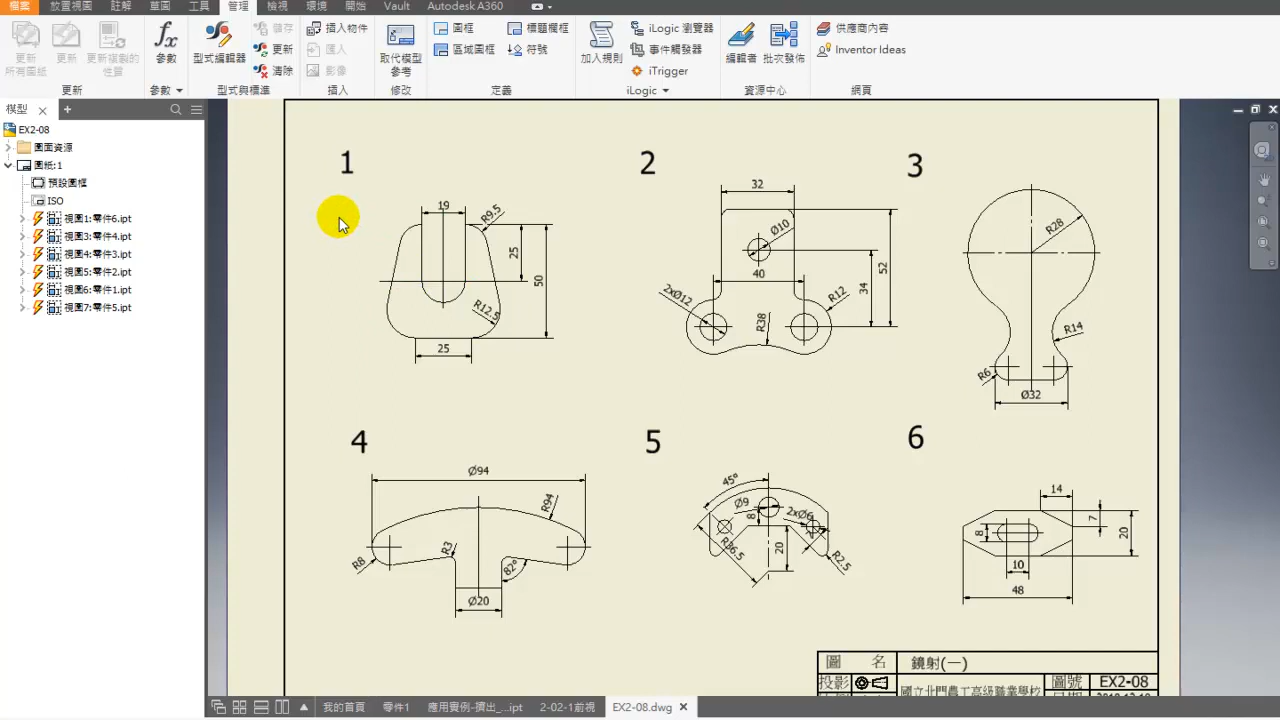 檔案 放置視圖 註解 草圖 工具 管理 檢視 環境 開始 Vault Autodesk A360
更新所有圖紙
更新
更新複製的性質
更新
fx
參數
參數
型式編輯器
儲存
更新
清除
型式與標準
插入物件
匯入
影像
插入
取代模型參考
修改
圖框
區域圖框
標題欄框
符號
定義
加入規則
iLogic 瀏覽器
事件觸發器
iTrigger
iLogic
編輯者
批次發佈
資源中心
供應商內容
Inventor Ideas
網頁
模型
EX2-08
圖面資源
圖紙:1
預設圖框
ISO
視圖1:零件6.ipt
視圖3:零件4.ipt
視圖4:零件3.ipt
視圖5:零件2.ipt
視圖6:零件1.ipt
視圖7:零件5.ipt
1
19
R9.5
25
50
R12.5
25
2
32
Ø10
40
2xØ12
R12
34
52
R38
3
R28
R14
R6
Ø32
4
Ø94
R94
R8
R3
82°
Ø20
5
45°
Ø9
8
2xØ6
R36.5
20
R2.5
6
14
7
20
8
10
48
圖 名 鏡射(一)
投影
國立北門農工高級職業學校
圖號 EX2-08
我的首頁 零件1 應用實例-擠出_...ipt 2-02-1前視 EX2-08.dwg